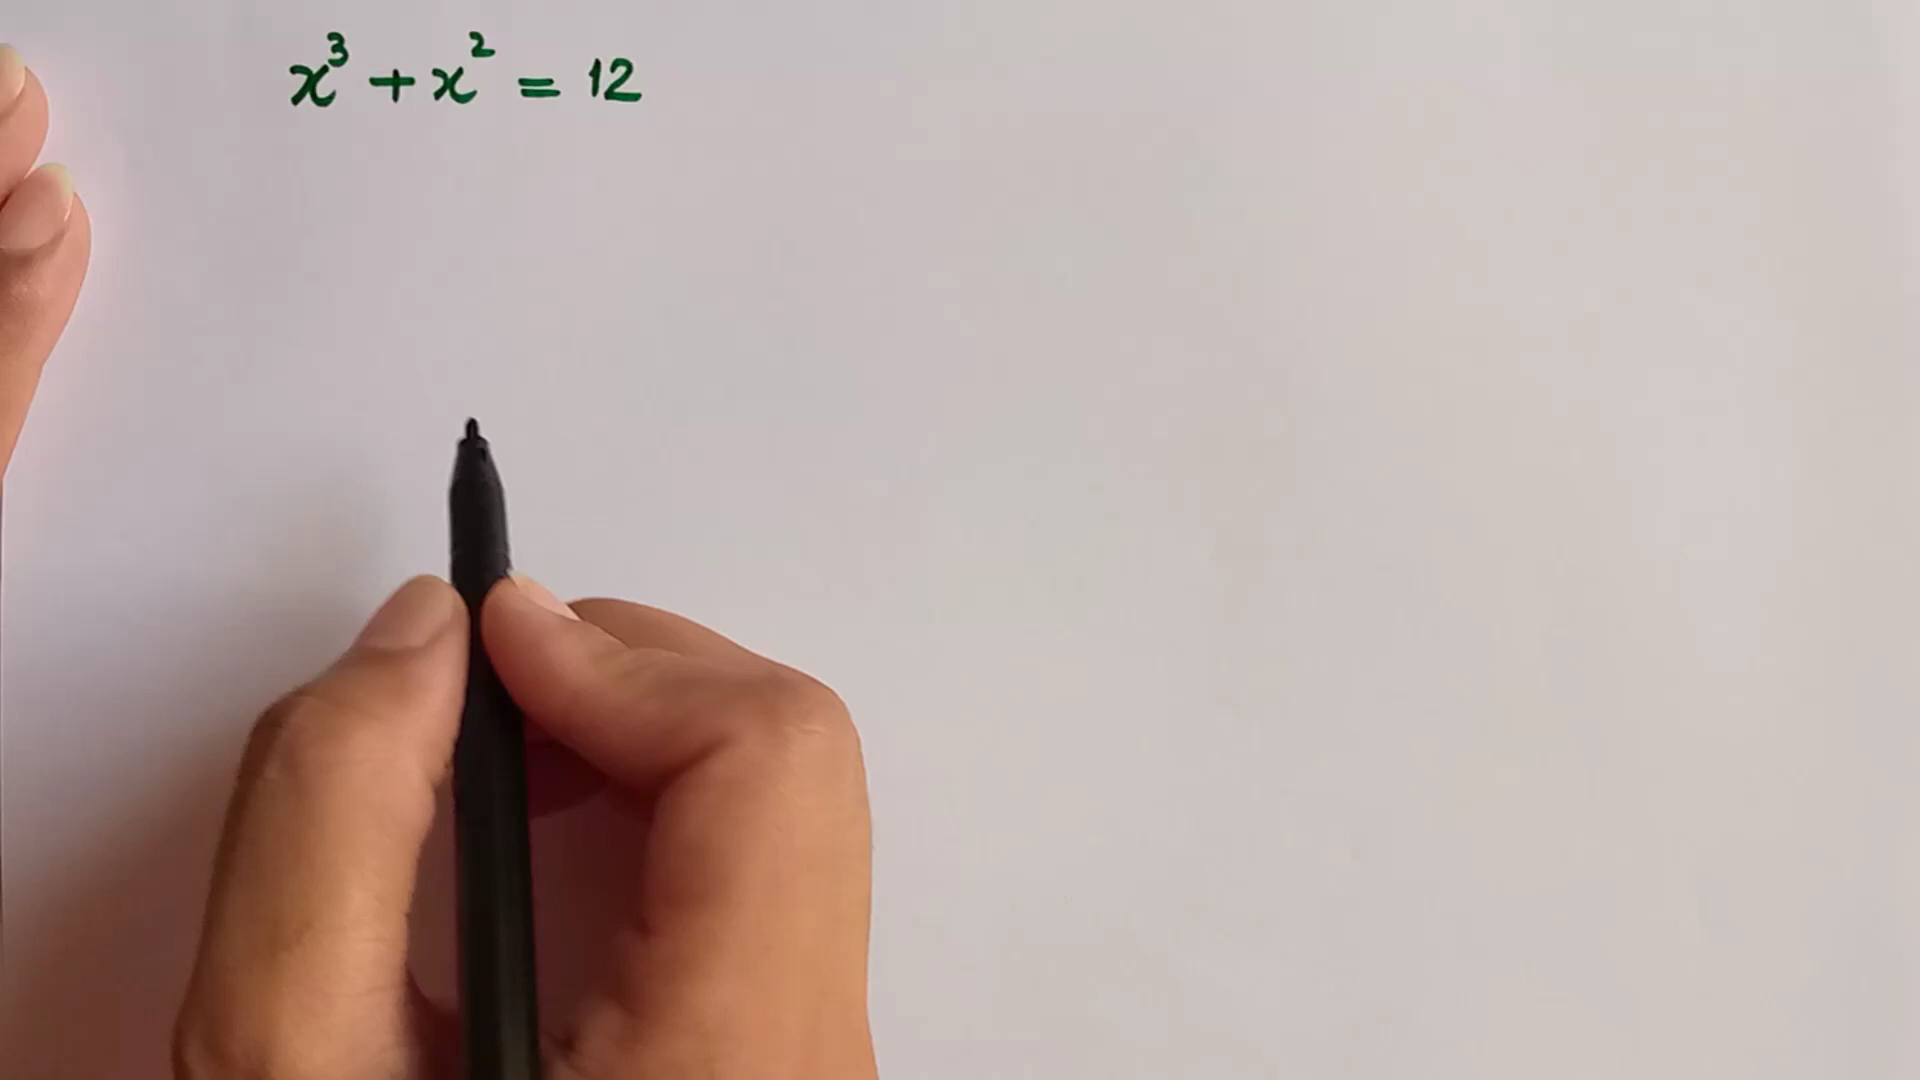 x³ + x² = 12